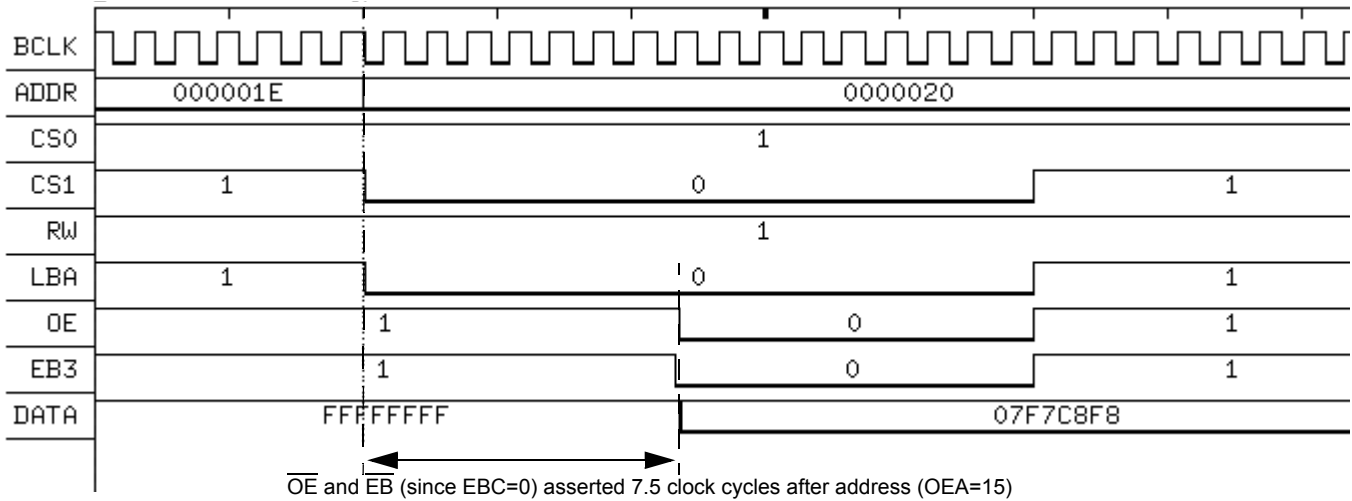 BCLK
ADDR 000001E 0000020
CS0 1
CS1 1 0 1
RW 1
LBA 1 0 1
OE 1 0 1
EB3 1 0 1
DATA FFFFFFFF 07F7C8F8
O̅E̅ and E̅B̅ (since EBC=0) asserted 7.5 clock cycles after address (OEA=15)